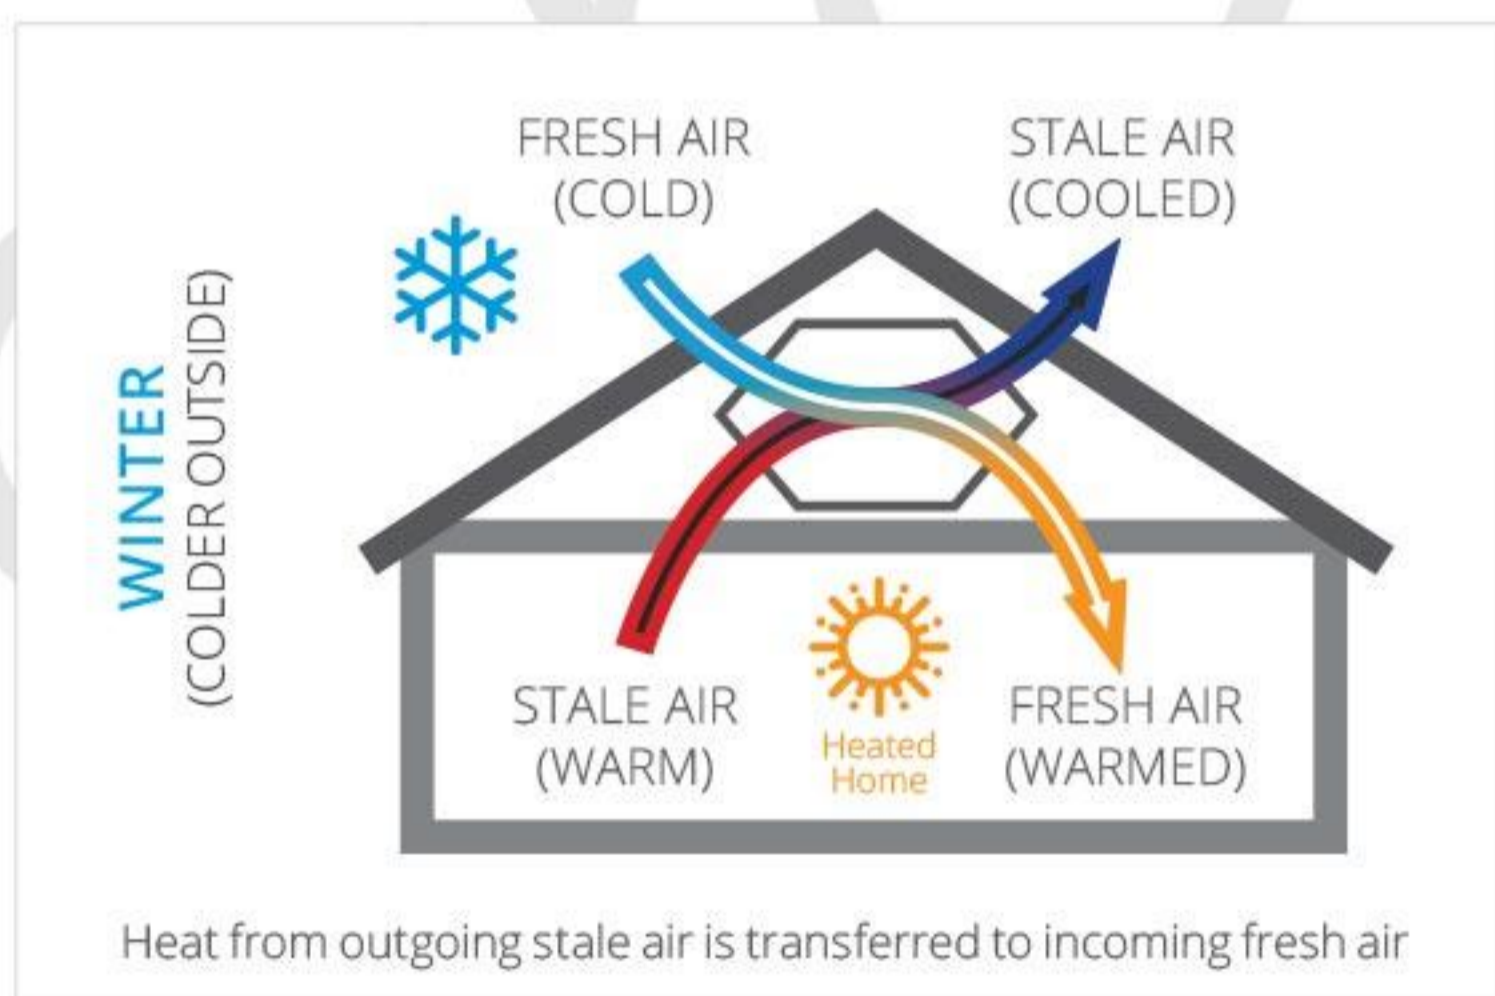 FRESH AIR
(COLD)
STALE AIR
(COOLED)
WINTER
(COLDER OUTSIDE)
STALE AIR
(WARM)
Heated
Home
FRESH AIR
(WARMED)
Heat from outgoing stale air is transferred to incoming fresh air